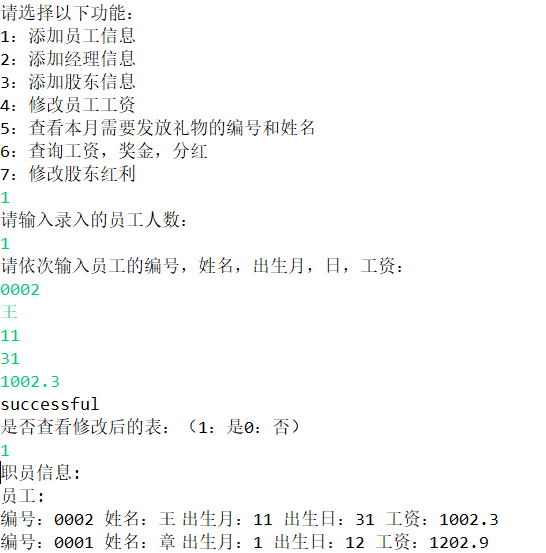 请选择以下功能：
1：添加员工信息
2：添加经理信息
3：添加股东信息
4：修改员工工资
5：查看本月需要发放礼物的编号和姓名
6：查询工资，奖金，分红
7：修改股东红利
1
请输入录入的员工人数：
1
请依次输入员工的编号，姓名，出生月，日，工资：
0002
王
11
31
1002.3
successful
是否查看修改后的表：（1：是0：否）
1
职员信息:
员工:
编号：0002 姓名：王 出生月：11 出生日：31 工资：1002.3
编号：0001 姓名：章 出生月：1 出生日：12 工资：1202.9